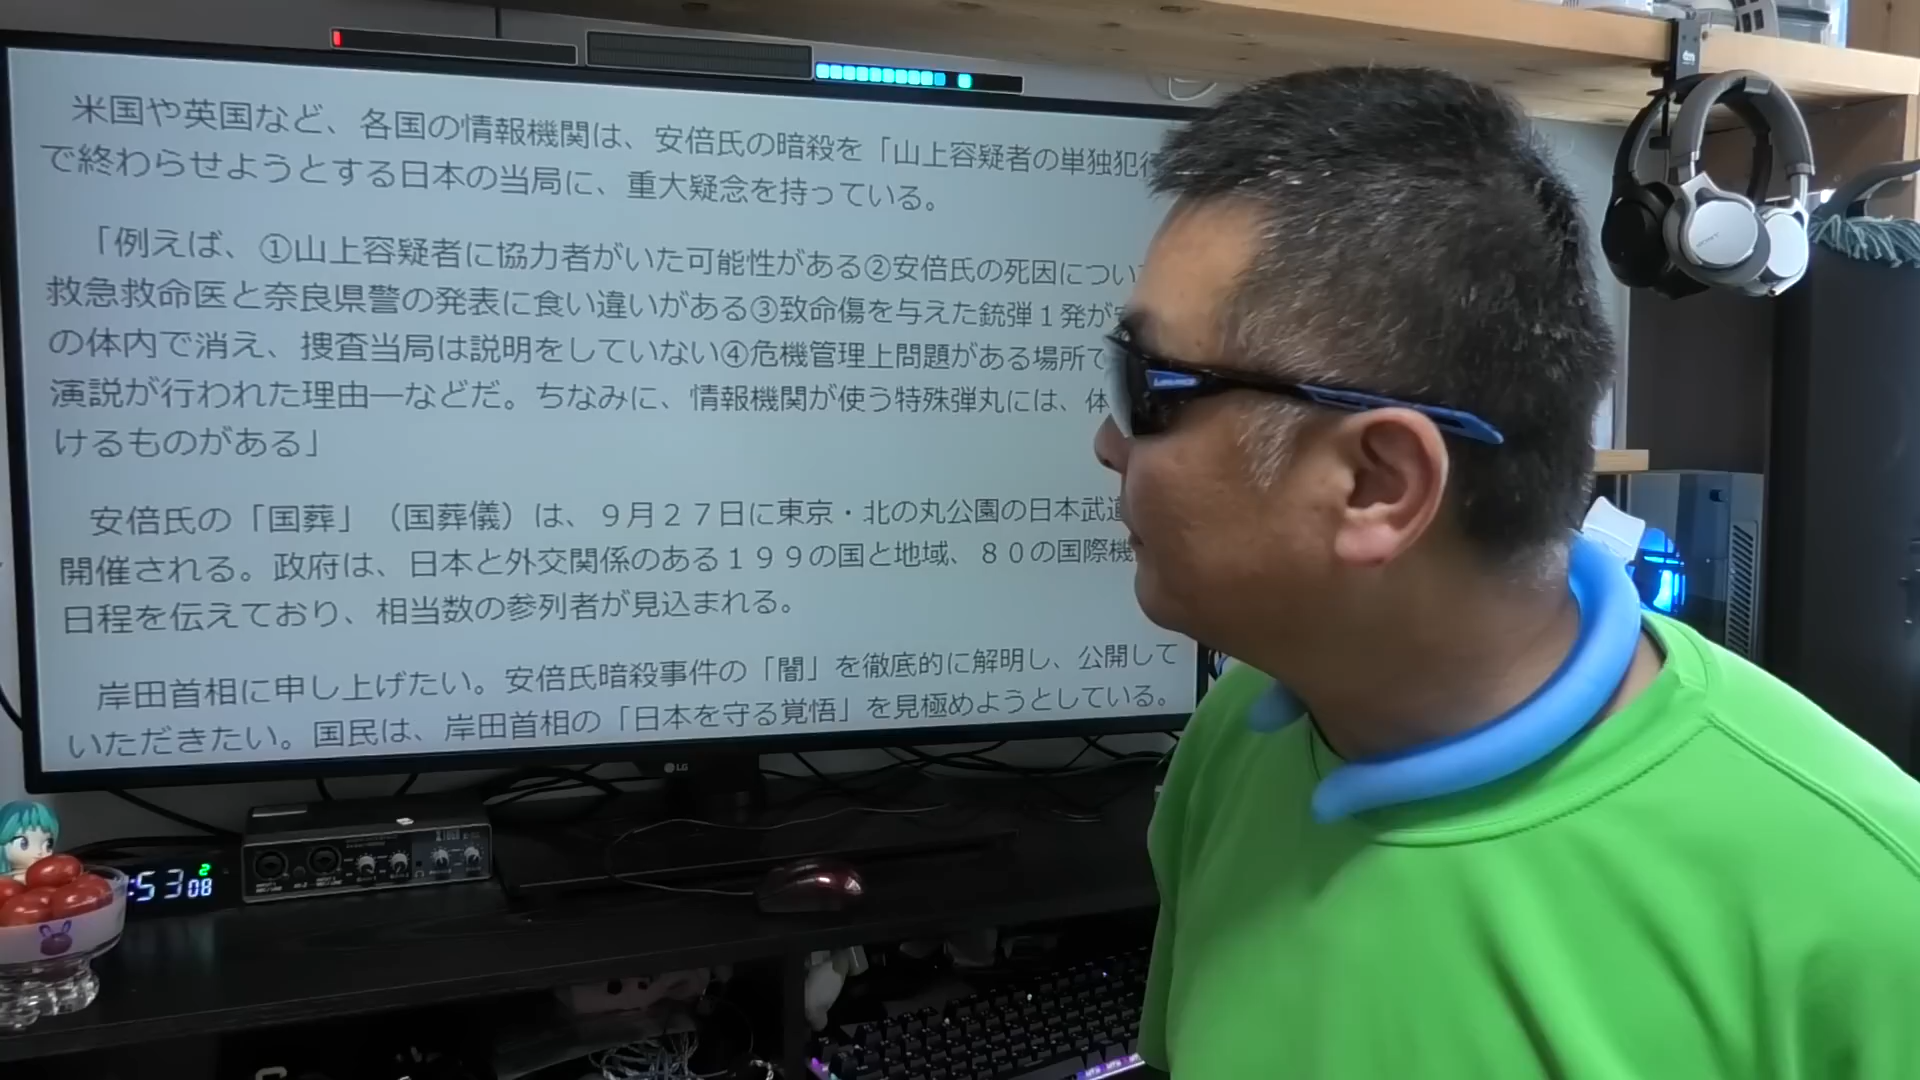 米国や英国など、各国の情報機関は、安倍氏の暗殺を「山上容疑者の単独犯行
で終わらせようとする日本の当局に、重大疑念を持っている。
「例えば、①山上容疑者に協力者がいた可能性がある②安倍氏の死因につい
救急救命医と奈良県警の発表に食い違いがある③致命傷を与えた銃弾１発が
の体内で消え、捜査当局は説明をしていない④危機管理上問題がある場所で
演説が行われた理由―などだ。ちなみに、情報機関が使う特殊弾丸には、体
けるものがある」
安倍氏の「国葬」（国葬儀）は、９月２７日に東京・北の丸公園の日本武道
開催される。政府は、日本と外交関係のある１９９の国と地域、８０の国際機
日程を伝えており、相当数の参列者が見込まれる。
岸田首相に申し上げたい。安倍氏暗殺事件の「闇」を徹底的に解明し、公開して
いただきたい。国民は、岸田首相の「日本を守る覚悟」を見極めようとしている。
LG
:53 08
2
SONY